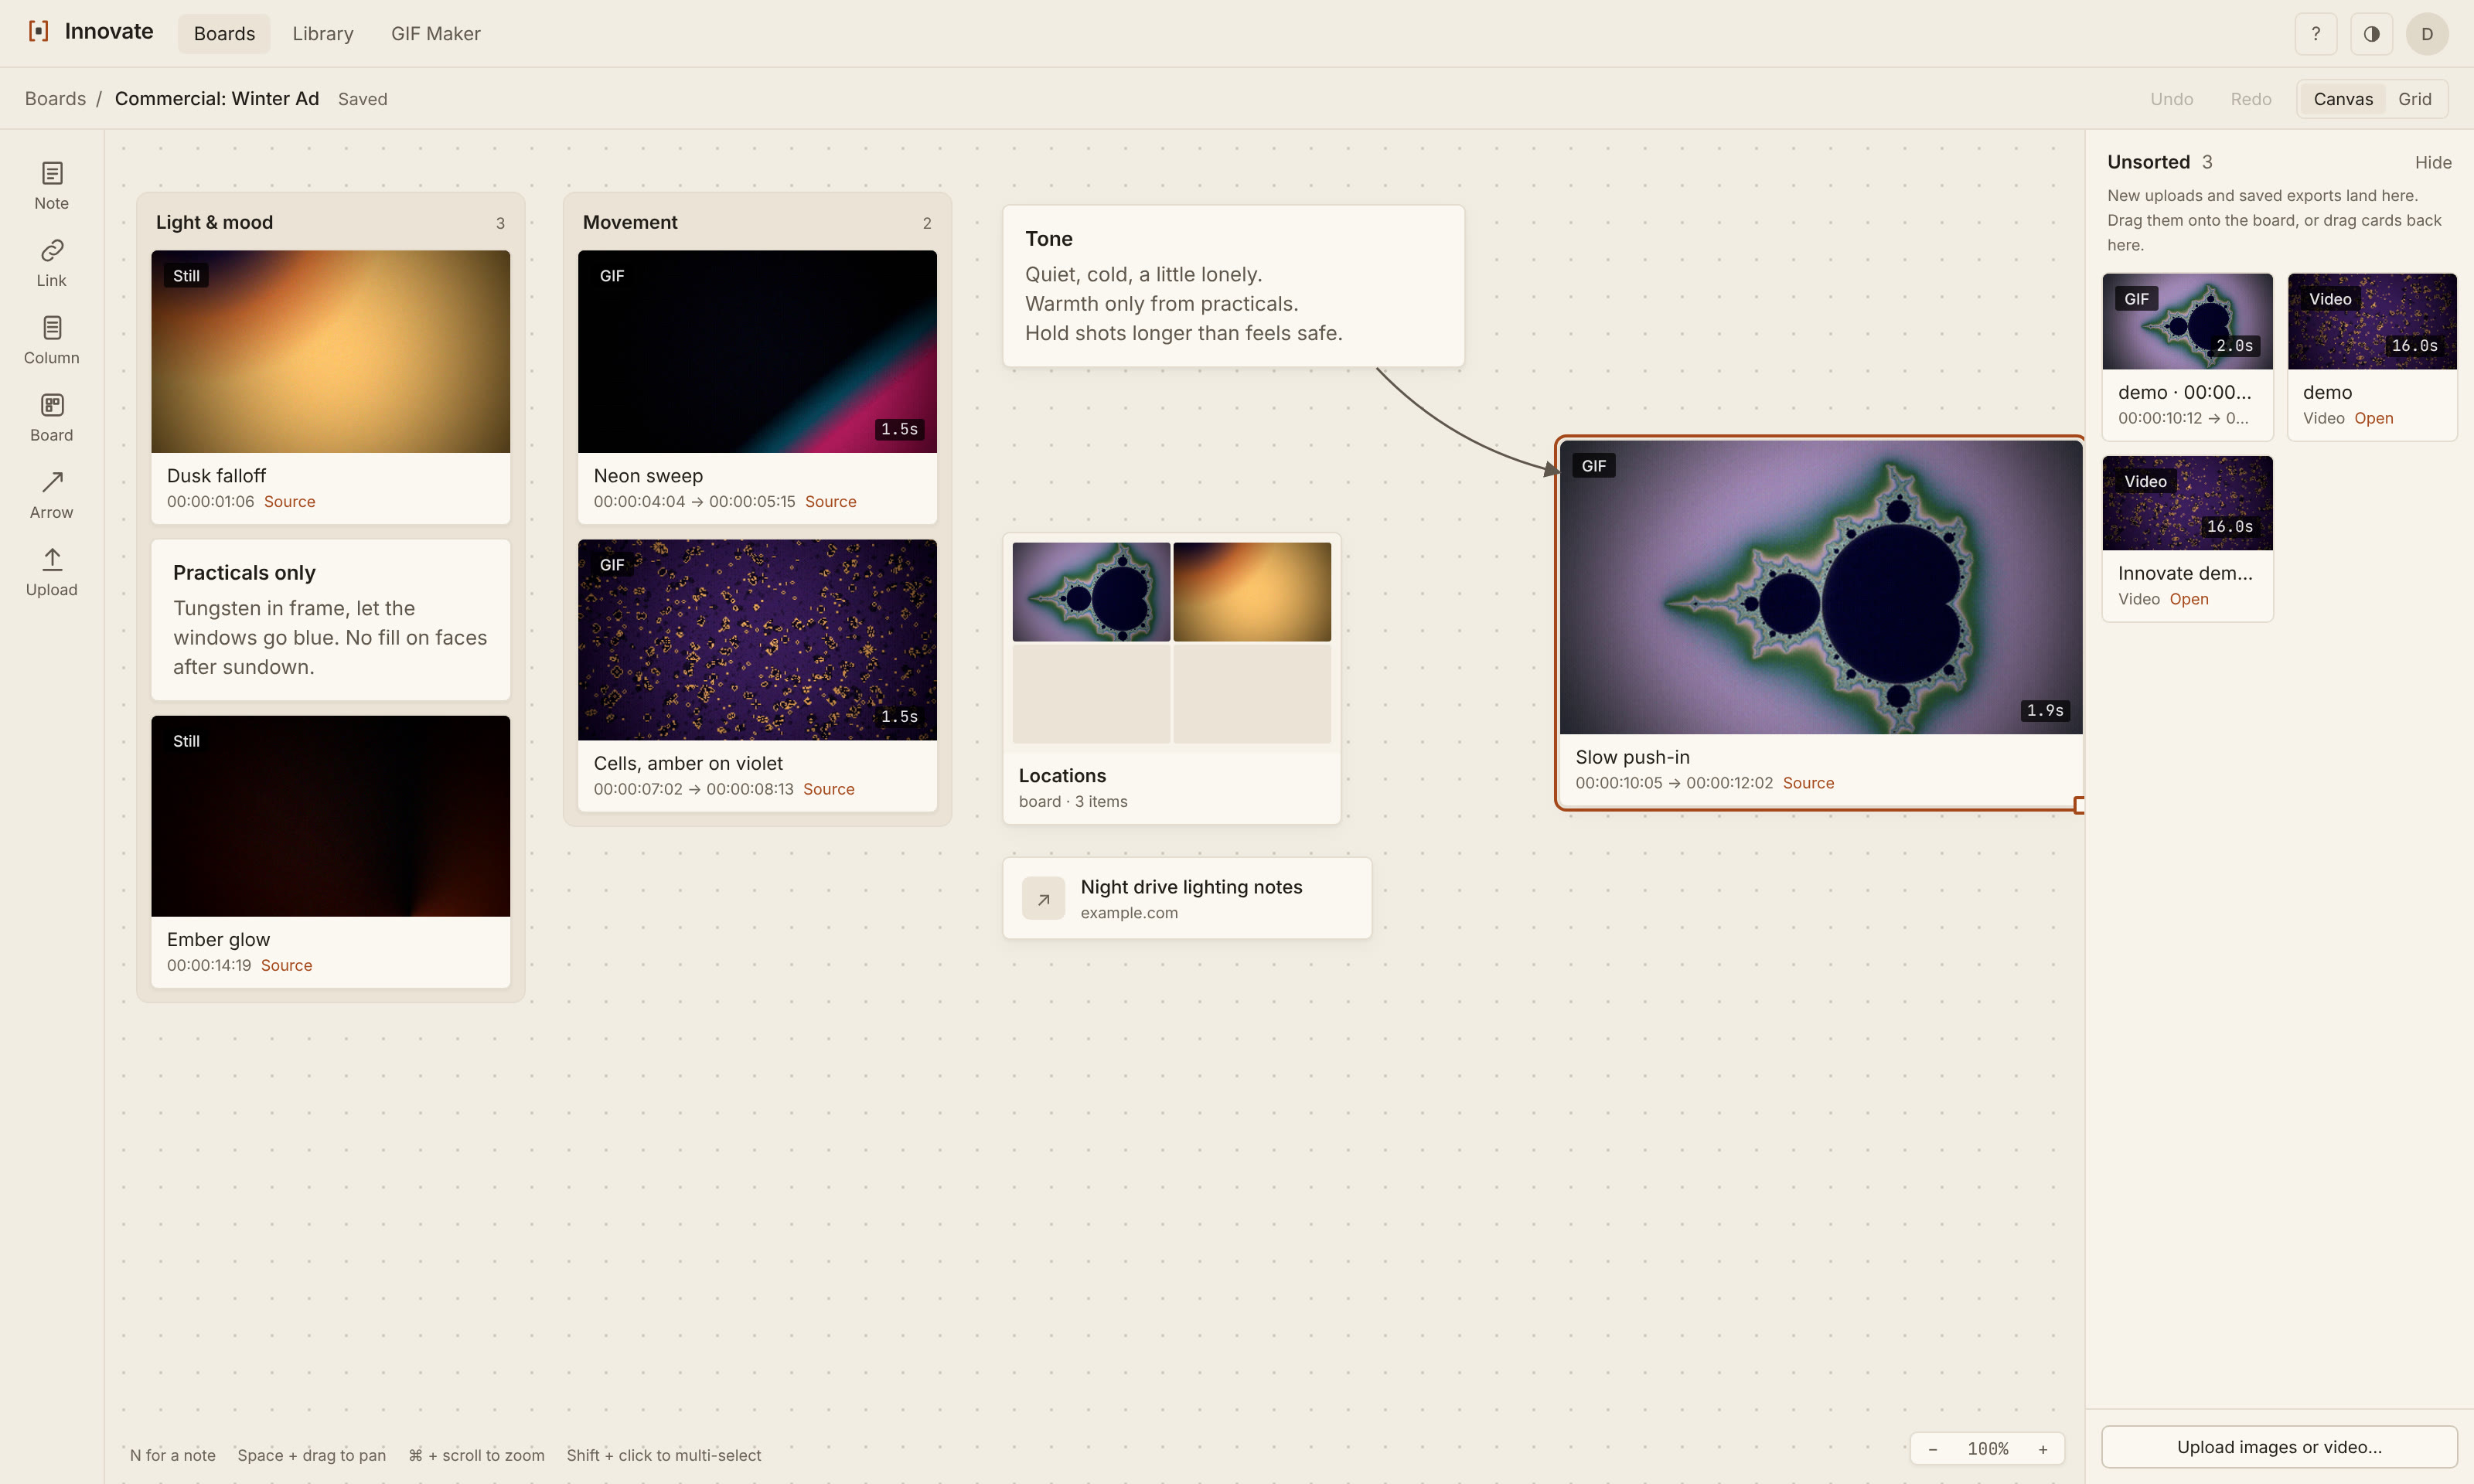 Innovate
Boards
Library
GIF Maker
?
D
Boards / Commercial: Winter Ad Saved
Undo
Redo
Canvas
Grid
Note
Link
Column
Board
Arrow
Upload
Light & mood 3
Still
Dusk falloff
00:00:01:06 Source
Practicals only
Tungsten in frame, let the
windows go blue. No fill on faces
after sundown.
Still
Ember glow
00:00:14:19 Source
Movement 2
GIF
1.5s
Neon sweep
00:00:04:04 → 00:00:05:15 Source
GIF
1.5s
Cells, amber on violet
00:00:07:02 → 00:00:08:13 Source
Tone
Quiet, cold, a little lonely.
Warmth only from practicals.
Hold shots longer than feels safe.
Locations
board · 3 items
Night drive lighting notes
example.com
GIF
1.9s
Slow push-in
00:00:10:05 → 00:00:12:02 Source
Unsorted 3
Hide
New uploads and saved exports land here.
Drag them onto the board, or drag cards back
here.
GIF
2.0s
demo · 00:00...
00:00:10:12 → 0...
Video
16.0s
demo
Video Open
Video
16.0s
Innovate dem...
Video Open
N for a note
Space + drag to pan
⌘ + scroll to zoom
Shift + click to multi-select
− 100% +
Upload images or video...